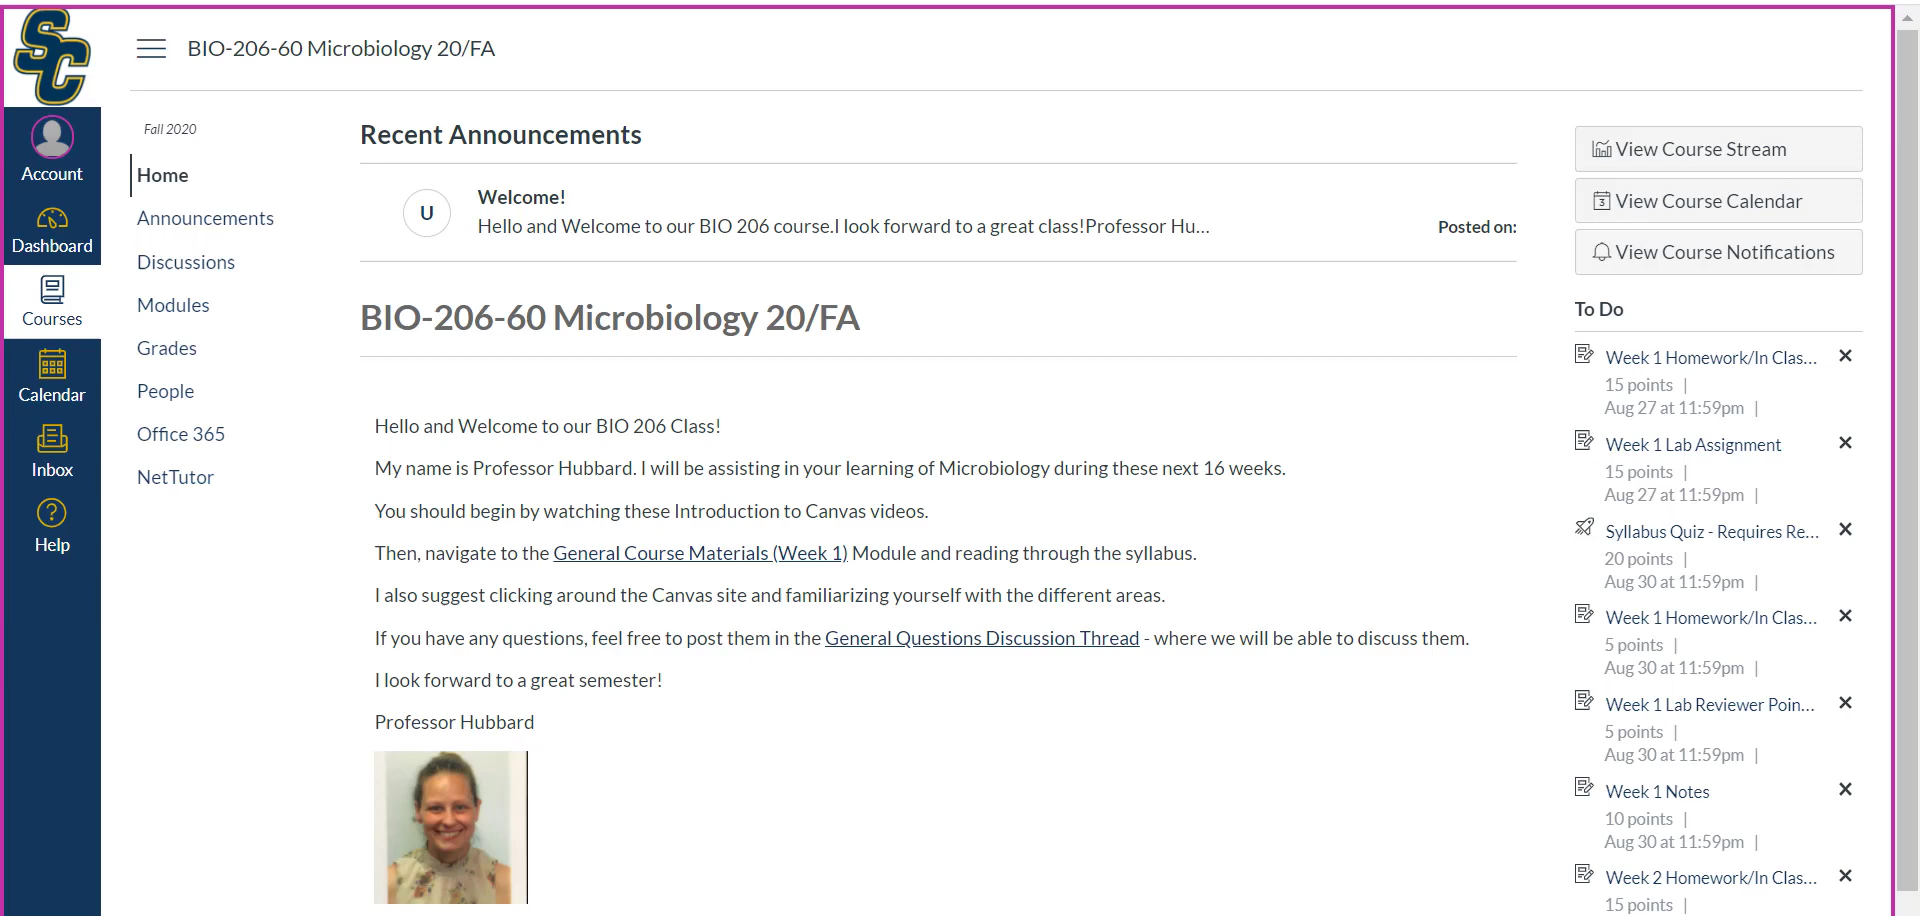 SC
BIO-206-60 Microbiology 20/FA
Account
Dashboard
Courses
Calendar
Inbox
Help
Fall 2020
Home
Announcements
Discussions
Modules
Grades
People
Office 365
NetTutor
Recent Announcements
U
Welcome!
Hello and Welcome to our BIO 206 course.I look forward to a great class!Professor Hu...
Posted on:
BIO-206-60 Microbiology 20/FA
Hello and Welcome to our BIO 206 Class!
My name is Professor Hubbard. I will be assisting in your learning of Microbiology during these next 16 weeks.
You should begin by watching these Introduction to Canvas videos.
Then, navigate to the General Course Materials (Week 1) Module and reading through the syllabus.
I also suggest clicking around the Canvas site and familiarizing yourself with the different areas.
If you have any questions, feel free to post them in the General Questions Discussion Thread - where we will be able to discuss them.
I look forward to a great semester!
Professor Hubbard
View Course Stream
3 View Course Calendar
View Course Notifications
To Do
Week 1 Homework/In Clas...
15 points |
Aug 27 at 11:59pm |
Week 1 Lab Assignment
15 points |
Aug 27 at 11:59pm |
Syllabus Quiz - Requires Re...
20 points |
Aug 30 at 11:59pm |
Week 1 Homework/In Clas...
5 points |
Aug 30 at 11:59pm |
Week 1 Lab Reviewer Poin...
5 points |
Aug 30 at 11:59pm |
Week 1 Notes
10 points |
Aug 30 at 11:59pm |
Week 2 Homework/In Clas...
15 points |